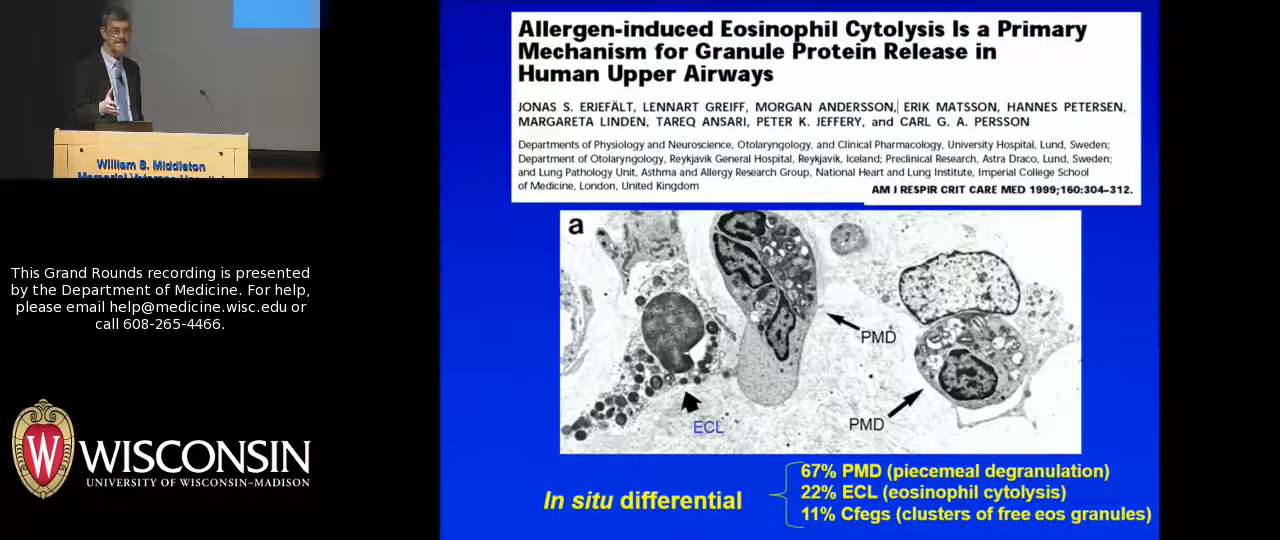 William S. Middleton
Memorial Veterans
This Grand Rounds recording is presented
by the Department of Medicine. For help,
please email help@medicine.wisc.edu or
call 608-265-4466.
W
WISCONSIN
UNIVERSITY OF WISCONSIN–MADISON
Allergen-induced Eosinophil Cytolysis Is a Primary
Mechanism for Granule Protein Release in
Human Upper Airways
JONAS S. ERJEFÄLT, LENNART GREIFF, MORGAN ANDERSSON, ERIK MATSSON, HANNES PETERSEN,
MARGARETA LINDEN, TAREQ ANSARI, PETER K. JEFFERY, and CARL G. A. PERSSON
Departments of Physiology and Neuroscience, Otolaryngology, and Clinical Pharmacology, University Hospital, Lund, Sweden;
Department of Otolaryngology, Reykjavik General Hospital, Reykjavik, Iceland; Preclinical Research, Astra Draco, Lund, Sweden;
and Lung Pathology Unit, Asthma and Allergy Research Group, National Heart and Lung Institute, Imperial College School
of Medicine, London, United Kingdom
AM J RESPIR CRIT CARE MED 1999;160:304–312.
a
PMD
PMD
ECL
In situ differential
67% PMD (piecemeal degranulation)
22% ECL (eosinophil cytolysis)
11% Cfegs (clusters of free eos granules)